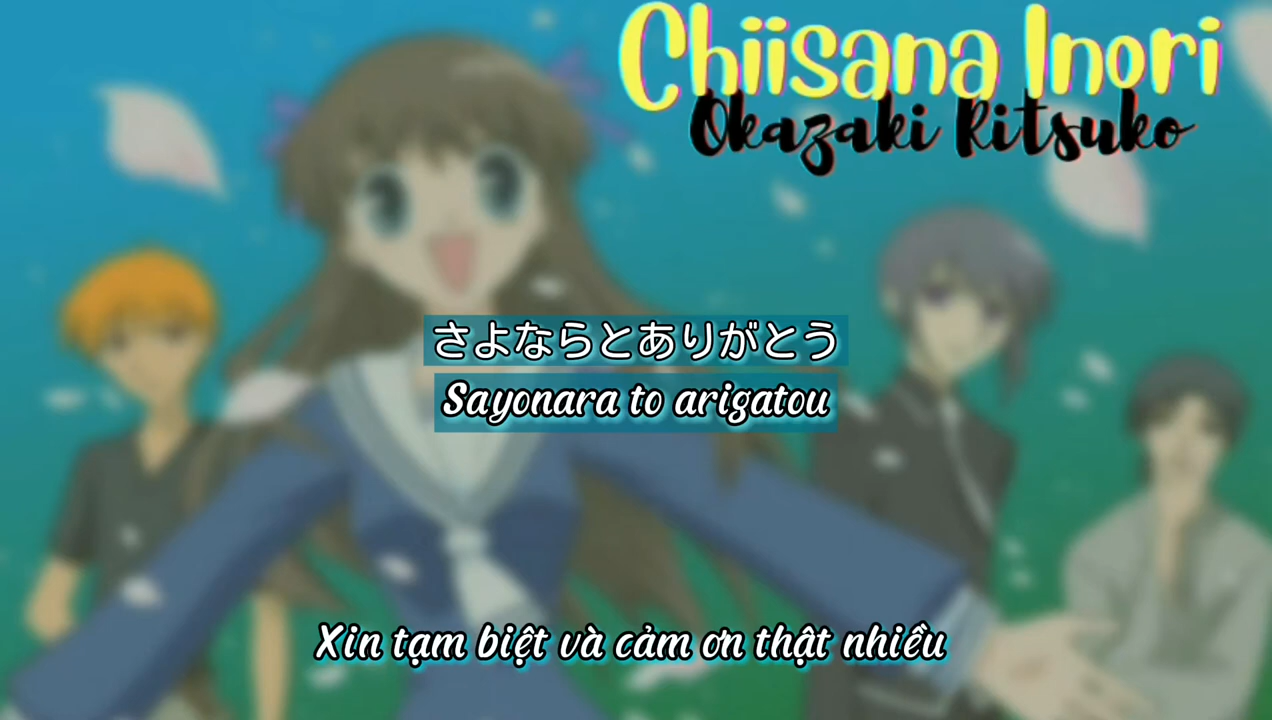 Chiisana Inori
Okazaki Ritsuko
さよならとありがとう
Sayonara to arigatou
Xin tạm biệt và cảm ơn thật nhiều